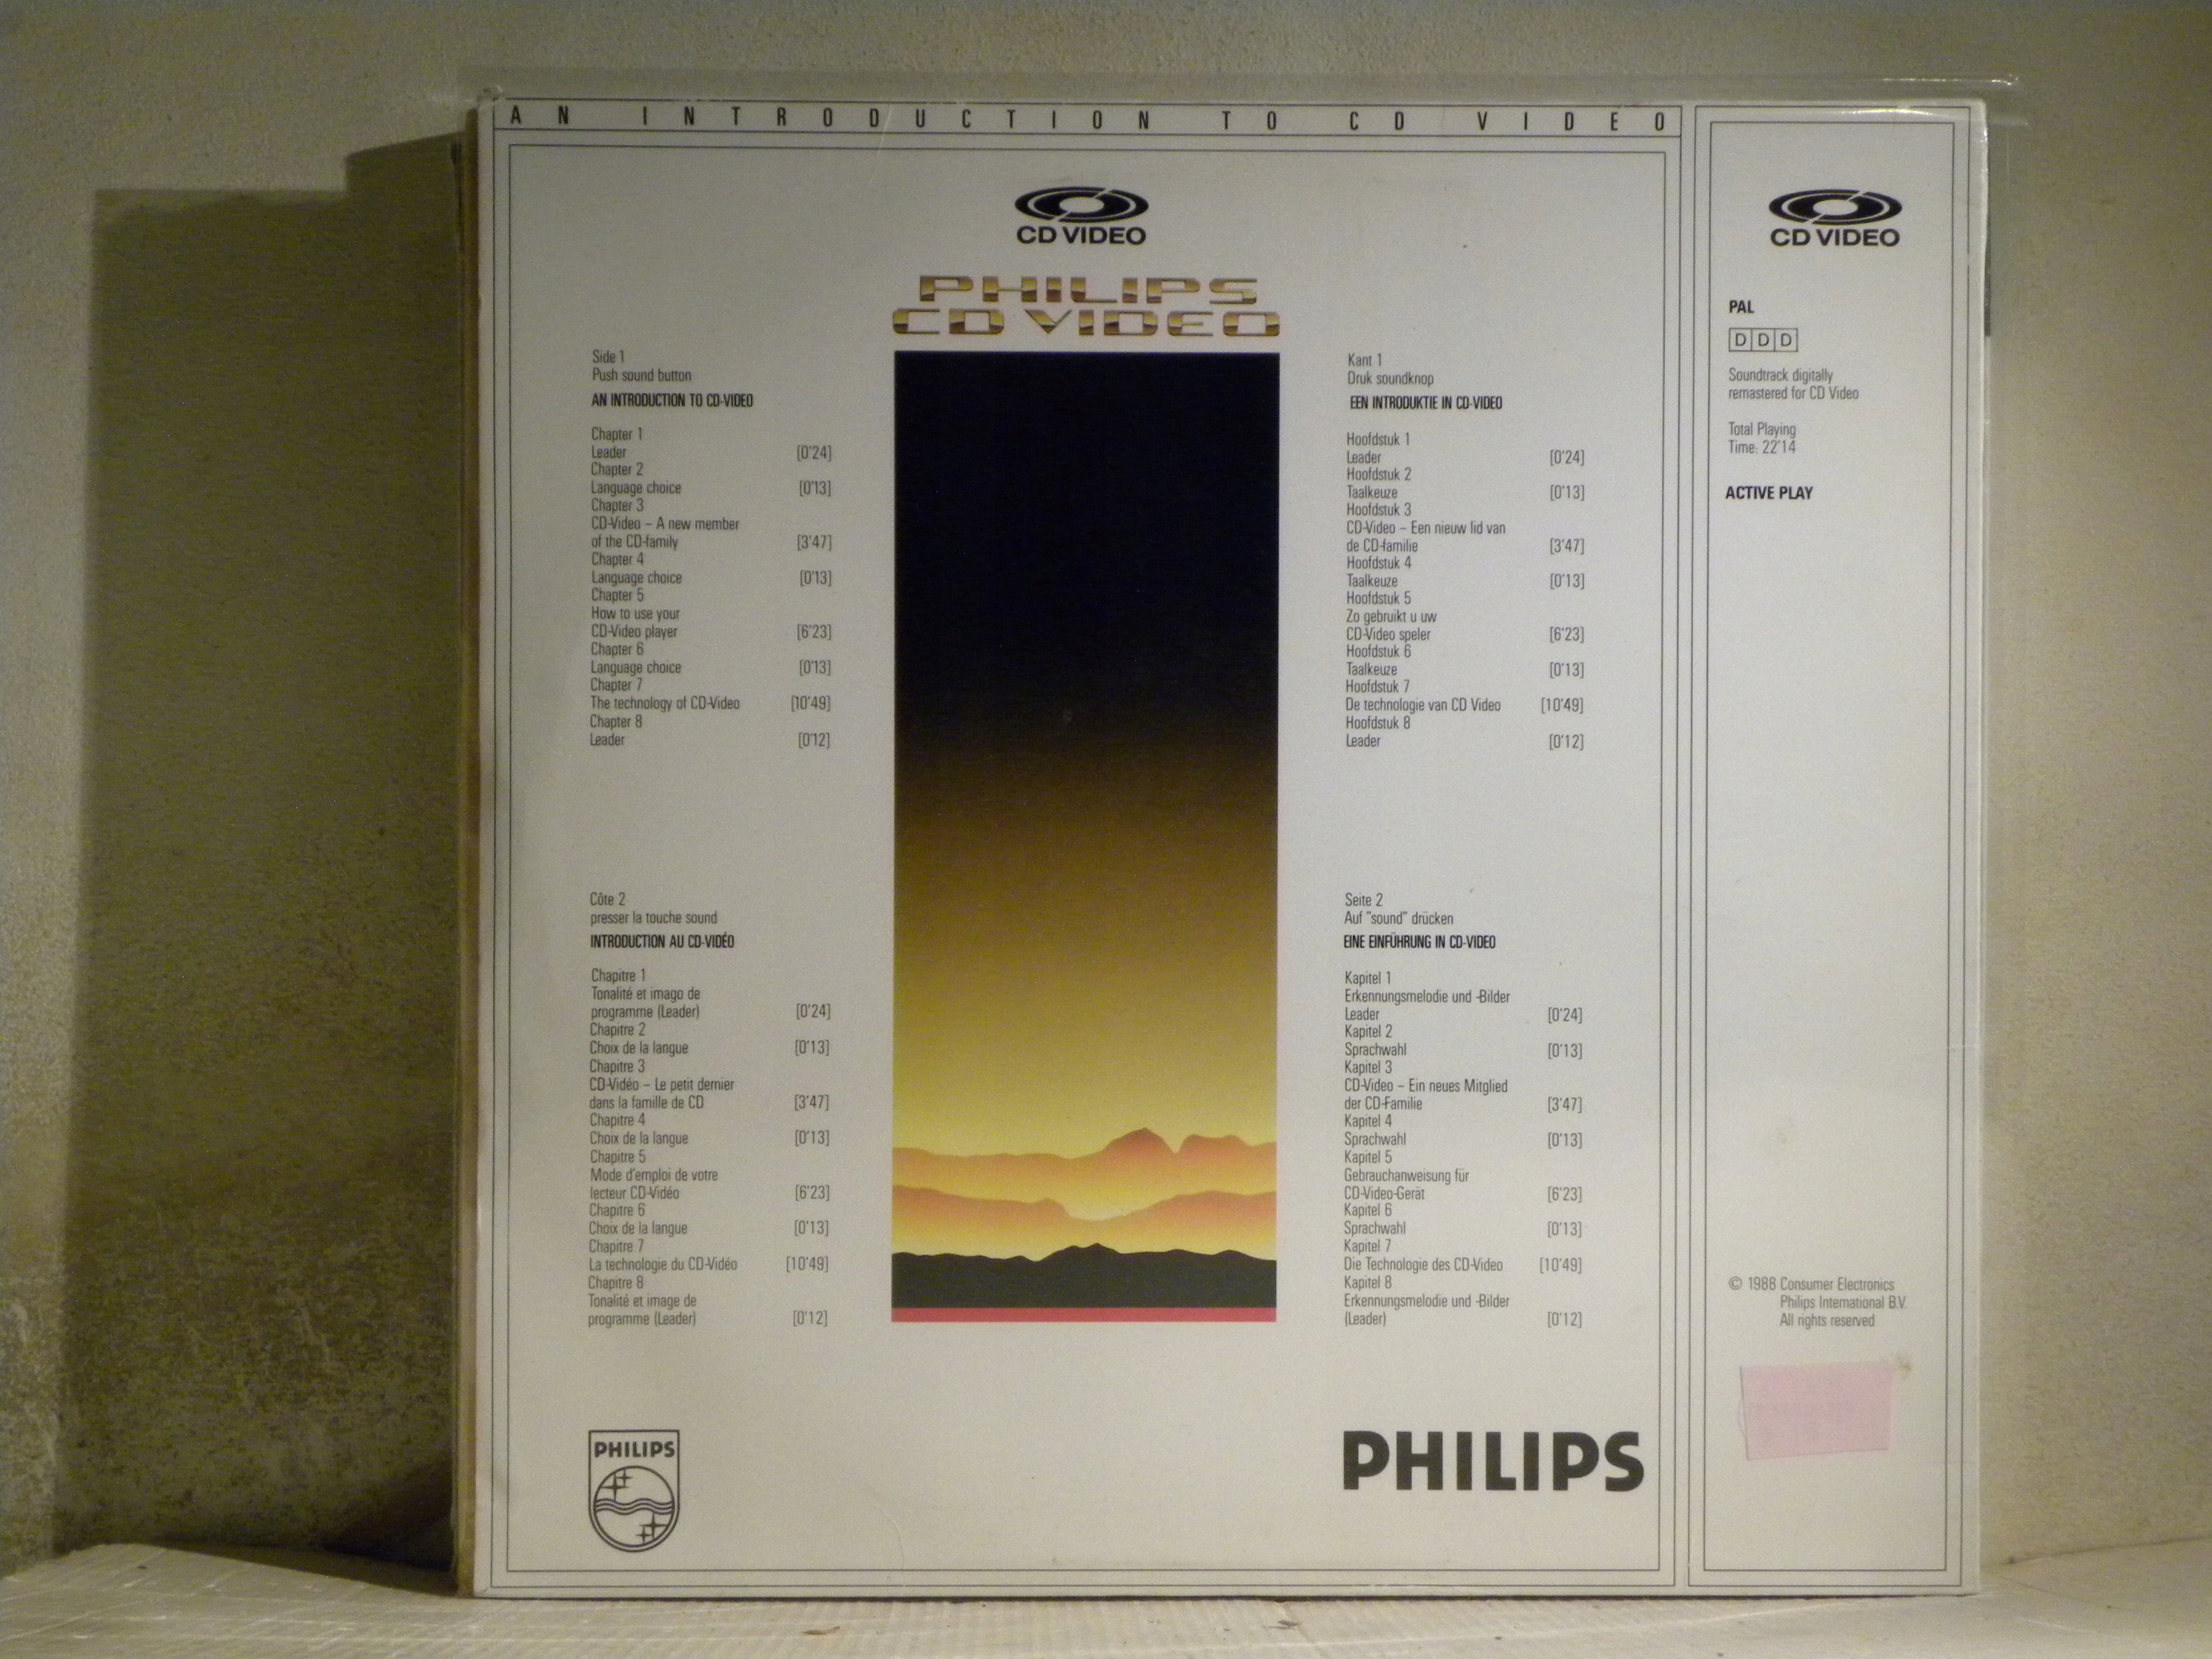 AN INTRODUCTION TO CD VIDEO
CD VIDEO
PHILIPS
CD VIDEO
Side 1
Push sound button
AN INTRODUCTION TO CD-VIDEO
Chapter 1
Leader [0'24]
Chapter 2
Language choice [0'13]
Chapter 3
CD-Video – A new member
of the CD-family [3'47]
Chapter 4
Language choice [0'13]
Chapter 5
How to use your
CD-Video player [6'23]
Chapter 6
Language choice [0'13]
Chapter 7
The technology of CD-Video [10'49]
Chapter 8
Leader [0'12]
Kant 1
Druk soundknop
EEN INTRODUKTIE IN CD-VIDEO
Hoofdstuk 1
Leader [0'24]
Hoofdstuk 2
Taalkeuze [0'13]
Hoofdstuk 3
CD-Video – Een nieuw lid van
de CD-familie [3'47]
Hoofdstuk 4
Taalkeuze [0'13]
Hoofdstuk 5
Zo gebruikt u uw
CD-Video speler [6'23]
Hoofdstuk 6
Taalkeuze [0'13]
Hoofdstuk 7
De technologie van CD Video [10'49]
Hoofdstuk 8
Leader [0'12]
Côte 2
presser la touche sound
INTRODUCTION AU CD-VIDÉO
Chapitre 1
Tonalité et imago de
programme (Leader) [0'24]
Chapitre 2
Choix de la langue [0'13]
Chapitre 3
CD-Vidéo – Le petit dernier
dans la famille de CD [3'47]
Chapitre 4
Choix de la langue [0'13]
Chapitre 5
Mode d'emploi de votre
lecteur CD-Vidéo [6'23]
Chapitre 6
Choix de la langue [0'13]
Chapitre 7
La technologie du CD-Vidéo [10'49]
Chapitre 8
Tonalité et image de
programme (Leader) [0'12]
Seite 2
Auf "sound" drücken
EINE EINFÜHRUNG IN CD-VIDEO
Kapitel 1
Erkennungsmelodie und -Bilder
Leader [0'24]
Kapitel 2
Sprachwahl [0'13]
Kapitel 3
CD-Video – Ein neues Mitglied
der CD-Familie [3'47]
Kapitel 4
Sprachwahl [0'13]
Kapitel 5
Gebrauchanweisung für
CD-Video-Gerät [6'23]
Kapitel 6
Sprachwahl [0'13]
Kapitel 7
Die Technologie des CD-Video [10'49]
Kapitel 8
Erkennungsmelodie und -Bilder
(Leader) [0'12]
PHILIPS
PHILIPS
CD VIDEO
PAL
DDD
Soundtrack digitally
remastered for CD Video
Total Playing
Time: 22'14
ACTIVE PLAY
© 1988 Consumer Electronics
Philips International B.V.
All rights reserved